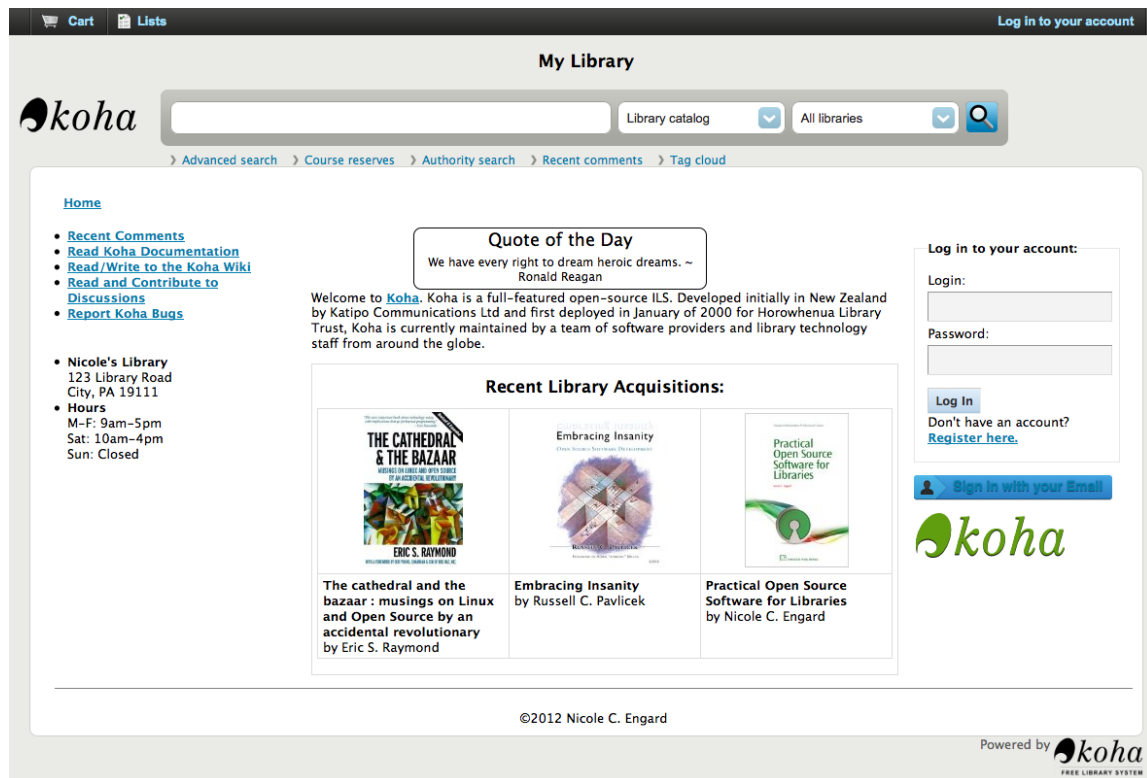 Cart
Lists
Log in to your account
My Library
koha
Library catalog
All libraries
Advanced search
Course reserves
Authority search
Recent comments
Tag cloud
Home
Recent Comments
Read Koha Documentation
Read/Write to the Koha Wiki
Read and Contribute to
Discussions
Report Koha Bugs
Nicole's Library
123 Library Road
City, PA 19111
Hours
M-F: 9am-5pm
Sat: 10am-4pm
Sun: Closed
Quote of the Day
We have every right to dream heroic dreams. ~
Ronald Reagan
Welcome to Koha. Koha is a full-featured open-source ILS. Developed initially in New Zealand
by Katipo Communications Ltd and first deployed in January of 2000 for Horowhenua Library
Trust, Koha is currently maintained by a team of software providers and library technology
staff from around the globe.
Recent Library Acquisitions:
THE CATHEDRAL
& THE BAZAAR
MUSINGS ON LINUX AND OPEN SOURCE
BY AN ACCIDENTAL REVOLUTIONARY
ERIC S. RAYMOND
Embracing Insanity
OPEN SOURCE SOFTWARE DEVELOPMENT
RUSSELL C. PAVLICEK
Practical
Open Source
Software for
Libraries
The cathedral and the
bazaar : musings on Linux
and Open Source by an
accidental revolutionary
by Eric S. Raymond
Embracing Insanity
by Russell C. Pavlicek
Practical Open Source
Software for Libraries
by Nicole C. Engard
Log in to your account:
Login:
Password:
Log In
Don't have an account?
Register here.
Sign in with your Email
koha
©2012 Nicole C. Engard
Powered by koha
FREE LIBRARY SYSTEM